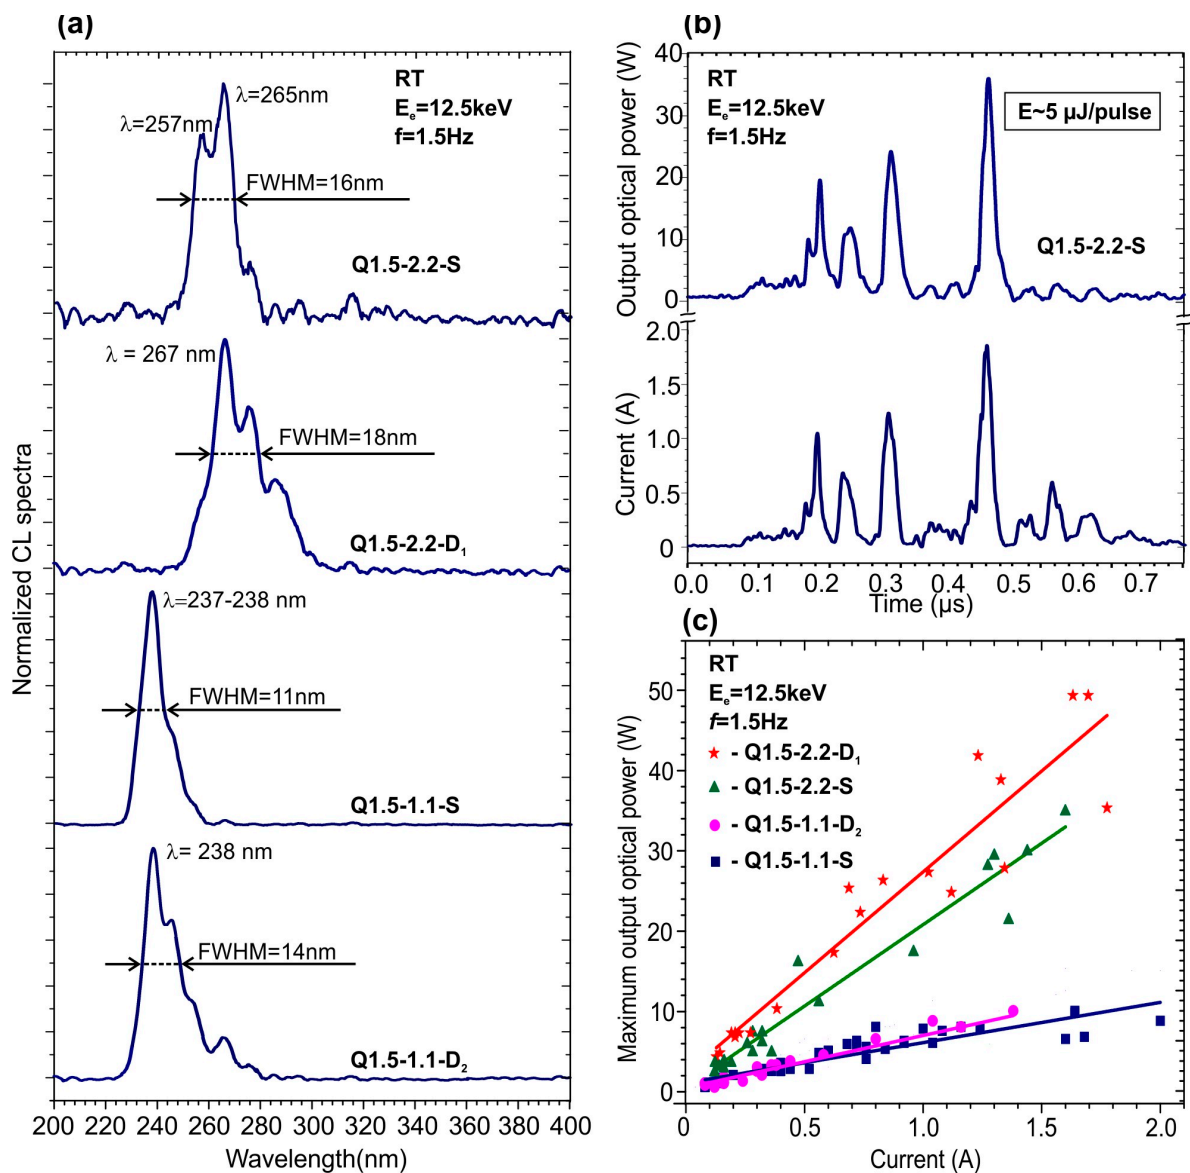 (a)
λ=265nm
λ=257nm
RT
Eₑ=12.5keV
f=1.5Hz
FWHM=16nm
Q1.5-2.2-S
λ = 267 nm
FWHM=18nm
Q1.5-2.2-D₁
λ=237-238 nm
FWHM=11nm
Q1.5-1.1-S
λ= 238 nm
FWHM=14nm
Q1.5-1.1-D₂
Normalized CL spectra
200 220 240 260 280 300 320 340 360 380 400
Wavelength(nm)
(b)
Output optical power (W)
40
30
20
10
0
RT
Eₑ=12.5keV
f=1.5Hz
E~5 µJ/pulse
Q1.5-2.2-S
Current (A)
2.0
1.5
1.0
0.5
0
0.0 0.1 0.2 0.3 0.4 0.5 0.6 0.7
Time (µs)
(c)
Maximum output optical power (W)
50
40
30
20
10
0
RT
Eₑ=12.5keV
f=1.5Hz
- Q1.5-2.2-D₁
- Q1.5-2.2-S
- Q1.5-1.1-D₂
- Q1.5-1.1-S
0 0.5 1.0 1.5 2.0
Current (A)